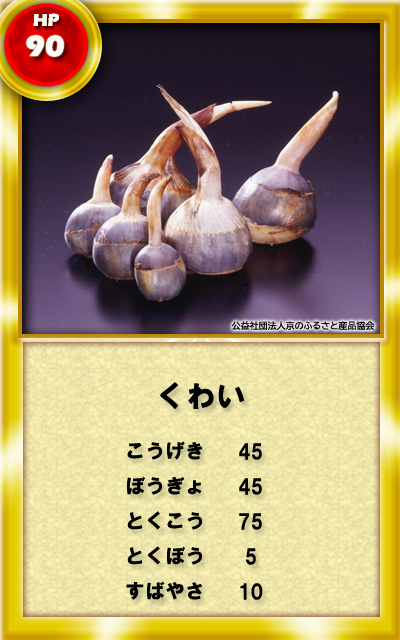 HP
90
公益社団法人京のふるさと産品協会
くわい
こうげき 45
ぼうぎょ 45
とくこう 75
とくぼう 5
すばやさ 10